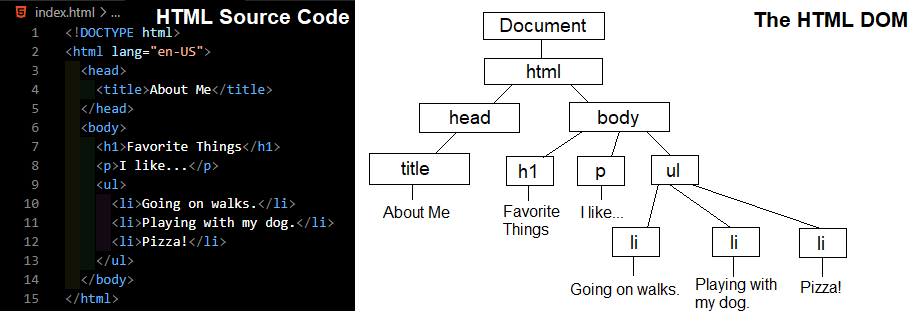 index.html > ...
HTML Source Code
1 <!DOCTYPE html>
2 <html lang="en-US">
3 <head>
4 <title>About Me</title>
5 </head>
6 <body>
7 <h1>Favorite Things</h1>
8 <p>I like...</p>
9 <ul>
10 <li>Going on walks.</li>
11 <li>Playing with my dog.</li>
12 <li>Pizza!</li>
13 </ul>
14 </body>
15 </html>
The HTML DOM
Document
html
head body
title h1 p ul
About Me
Favorite
Things
I like...
li li li
Going on walks.
Playing with
my dog.
Pizza!